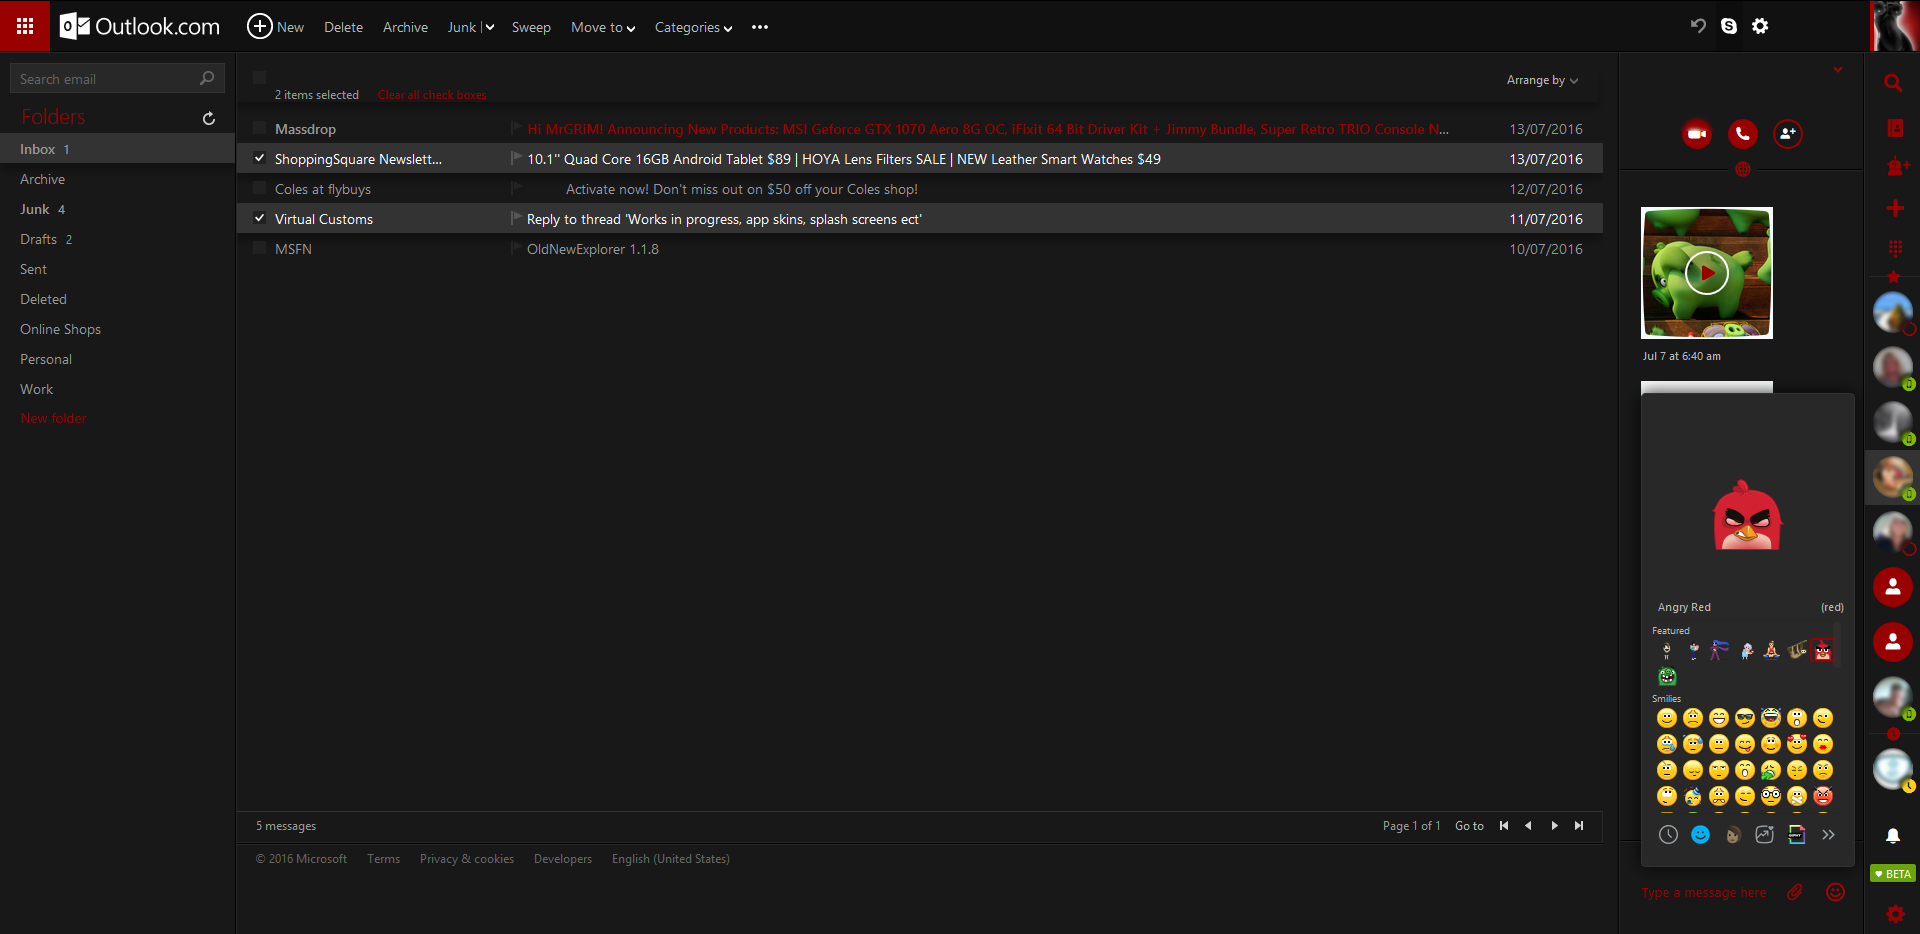 Outlook.com
New
Delete
Archive
Junk
Sweep
Move to
Categories
Search email
Folders
Inbox 1
Archive
Junk 4
Drafts 2
Sent
Deleted
Online Shops
Personal
Work
New folder
2 items selected Clear all check boxes
Arrange by
Massdrop Hi MrGRiM! Announcing New Products: MSI Geforce GTX 1070 Aero 8G OC, iFixit 64 Bit Driver Kit + Jimmy Bundle, Super Retro TRIO Console N... 13/07/2016
ShoppingSquare Newslett... 10.1'' Quad Core 16GB Android Tablet $89 | HOYA Lens Filters SALE | NEW Leather Smart Watches $49 13/07/2016
Coles at flybuys Activate now! Don't miss out on $50 off your Coles shop! 12/07/2016
Virtual Customs Reply to thread 'Works in progress, app skins, splash screens ect' 11/07/2016
MSFN OldNewExplorer 1.1.8 10/07/2016
5 messages
Page 1 of 1 Go to
© 2016 Microsoft Terms Privacy & cookies Developers English (United States)
Jul 7 at 6:40 am
Angry Red (red)
Featured
Smilies
Type a message here
BETA